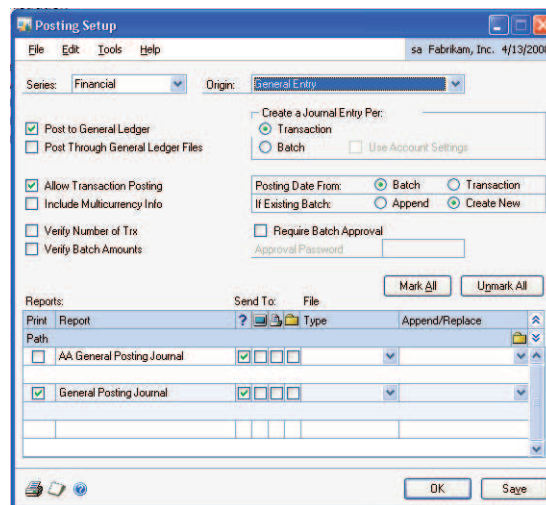 Posting Setup
File Edit Tools Help sa Fabrikam, Inc. 4/13/200
Series: Financial Origin: General Entry
Create a Journal Entry Per:
Post to General Ledger Transaction
Post Through General Ledger Files Batch Use Account Settings
Allow Transaction Posting Posting Date From: Batch Transaction
Include Multicurrency Info If Existing Batch: Append Create New
Verify Number of Trx Require Batch Approval
Verify Batch Amounts Approval Password
Mark All Unmark All
Reports: Send To: File
Print Report ? Type Append/Replace
Path
AA General Posting Journal
General Posting Journal
OK Save